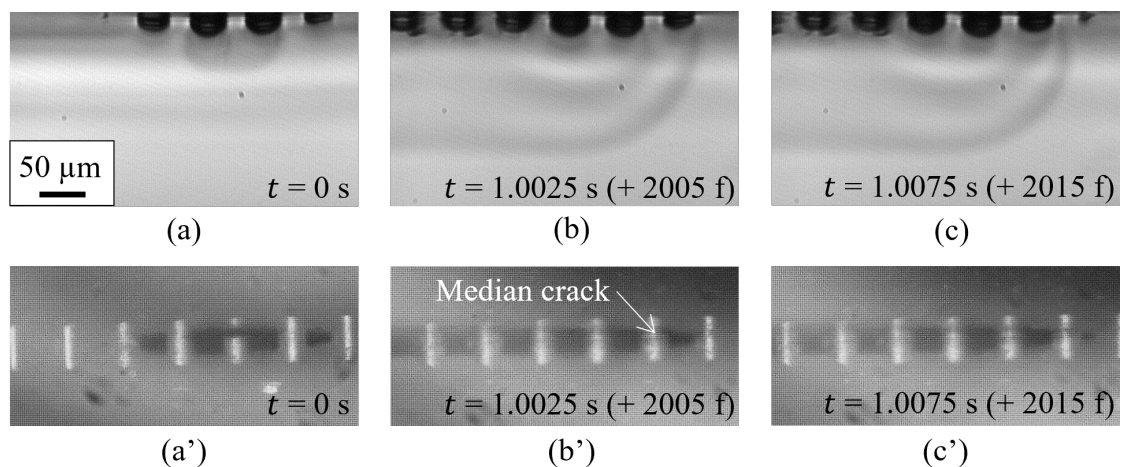 50 µm
t = 0 s
t = 1.0025 s (+ 2005 f)
t = 1.0075 s (+ 2015 f)
(a)
(b)
(c)
Median crack
t = 0 s
t = 1.0025 s (+ 2005 f)
t = 1.0075 s (+ 2015 f)
(a’)
(b’)
(c’)